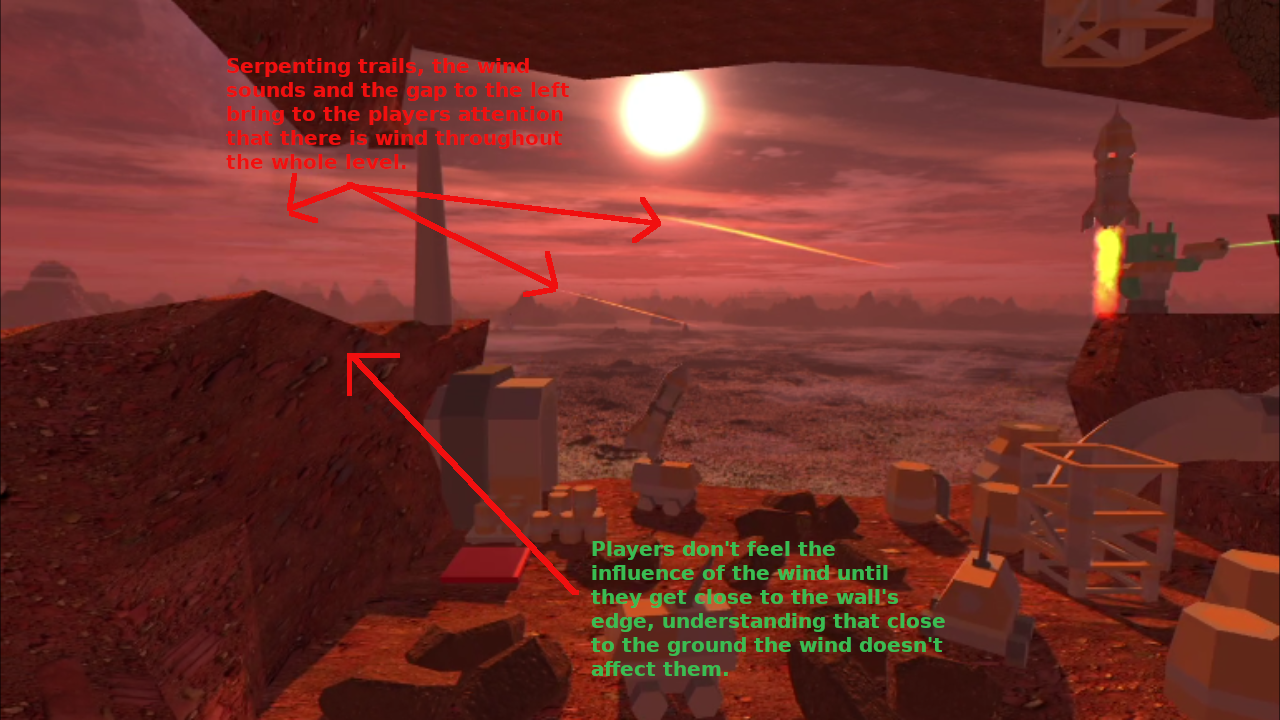 Serpenting trails, the wind
sounds and the gap to the left
bring to the players attention
that there is wind throughout
the whole level.
Players don't feel the
influence of the wind until
they get close to the wall's
edge, understanding that close
to the ground the wind doesn't
affect them.